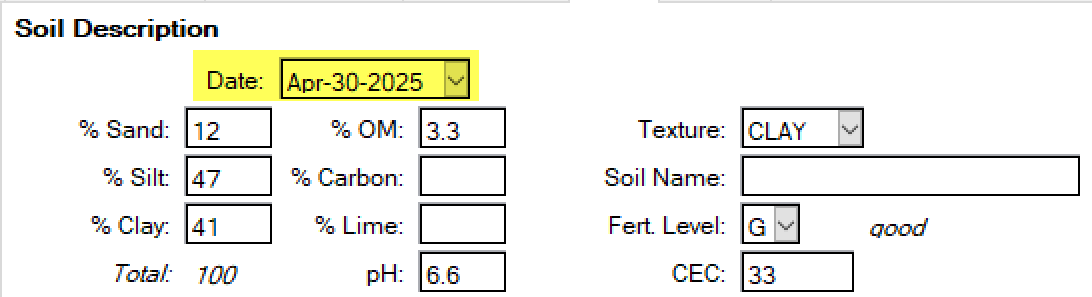 Soil Description
Date: Apr-30-2025
% Sand: 12 % OM: 3.3 Texture: CLAY
% Silt: 47 % Carbon: Soil Name:
% Clay: 41 % Lime: Fert. Level: G good
Total: 100 pH: 6.6 CEC: 33